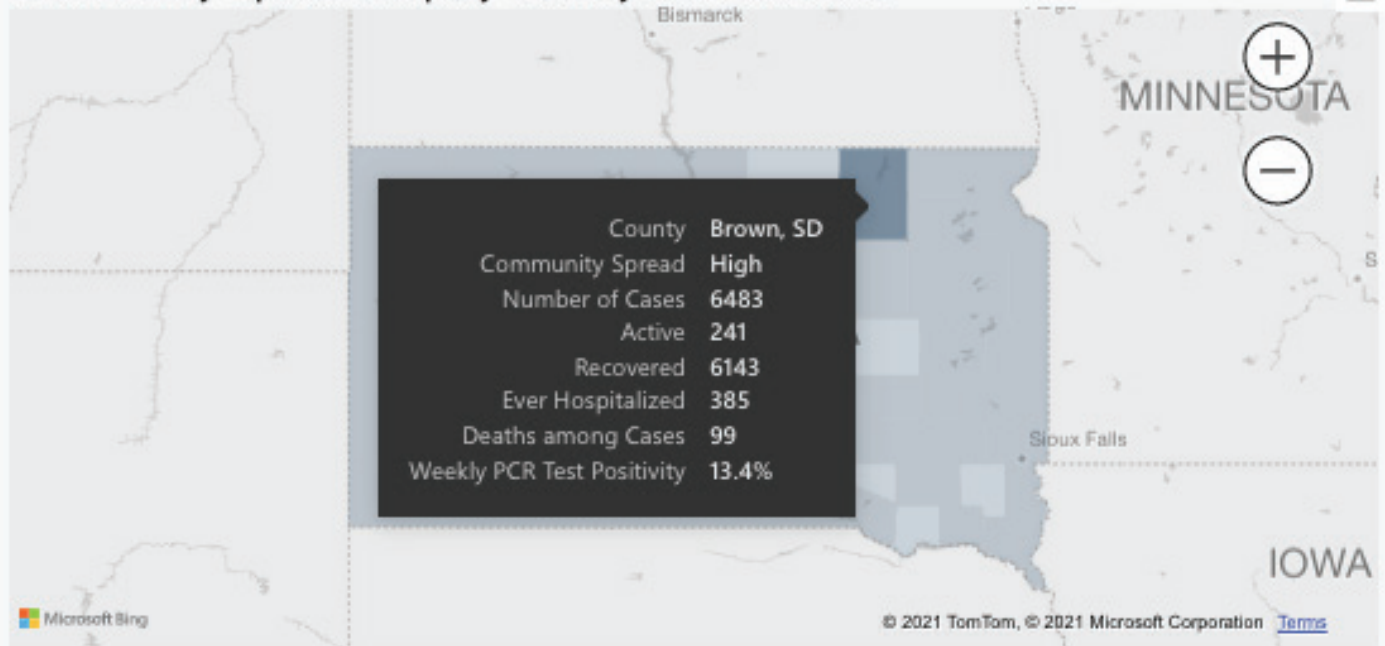 Bismarck
MINNESOTA
County Brown, SD
Community Spread High
Number of Cases 6483
Active 241
Recovered 6143
Ever Hospitalized 385
Deaths among Cases 99
Weekly PCR Test Positivity 13.4%
Sioux Falls
IOWA
Microsoft Bing
© 2021 TomTom, © 2021 Microsoft Corporation Terms